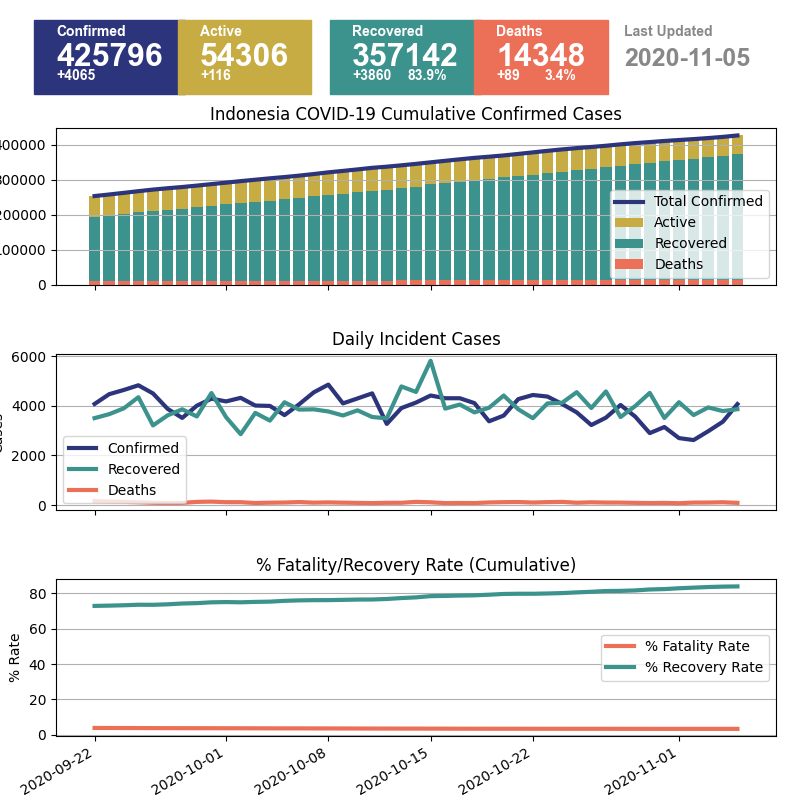 Confirmed
425796
+4065
Active
54306
+116
Recovered
357142
+3860 83.9%
Deaths
14348
+89 3.4%
Last Updated
2020-11-05
Indonesia COVID-19 Cumulative Confirmed Cases
400000
300000
200000
100000
0
Total Confirmed
Active
Recovered
Deaths
Daily Incident Cases
6000
4000
2000
0
Cases
Confirmed
Recovered
Deaths
% Fatality/Recovery Rate (Cumulative)
80
60
40
20
0
% Rate
% Fatality Rate
% Recovery Rate
2020-09-22
2020-10-01
2020-10-08
2020-10-15
2020-10-22
2020-11-01